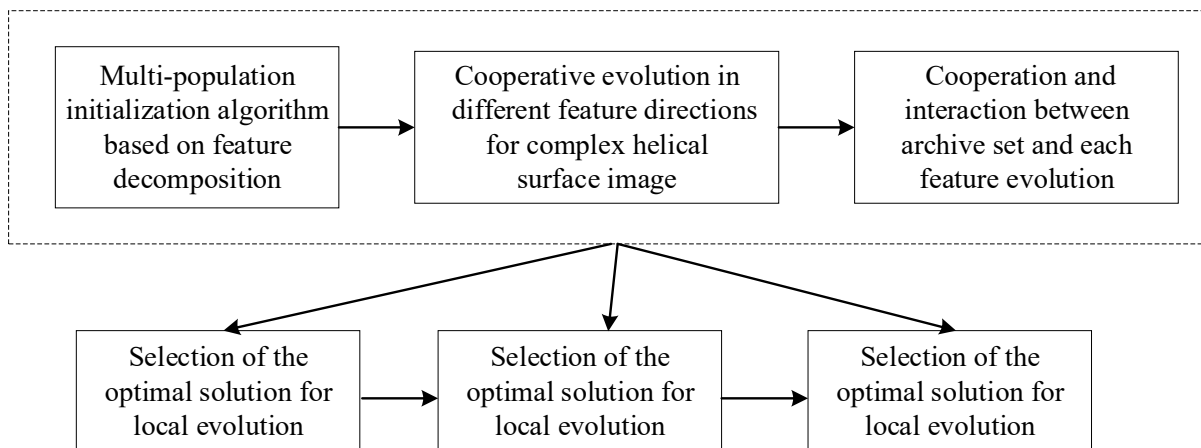 Multi-population
initialization algorithm
based on feature
decomposition
Cooperative evolution in
different feature directions
for complex helical
surface image
Cooperation and
interaction between
archive set and each
feature evolution
Selection of the
optimal solution for
local evolution
Selection of the
optimal solution for
local evolution
Selection of the
optimal solution for
local evolution